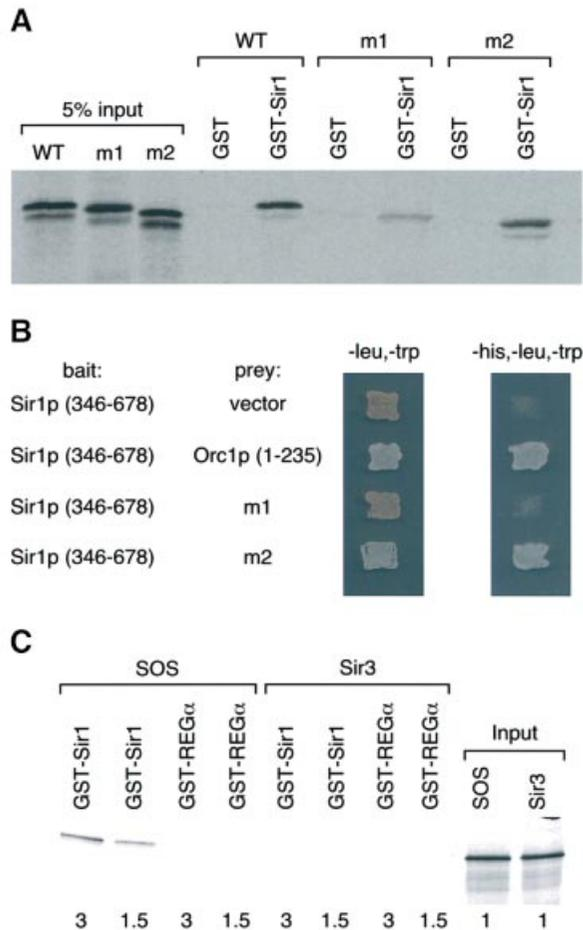 A
WT m1 m2
5% input
GST GST-Sir1 GST GST-Sir1 GST GST-Sir1
WT m1 m2
B
-leu,-trp -his,-leu,-trp
bait: prey:
Sir1p (346-678) vector
Sir1p (346-678) Orc1p (1-235)
Sir1p (346-678) m1
Sir1p (346-678) m2
C
SOS Sir3
GST-Sir1 GST-Sir1 GST-REGα GST-REGα GST-Sir1 GST-Sir1 GST-REGα GST-REGα
Input
SOS Sir3
3 1.5 3 1.5 3 1.5 3 1.5 1 1